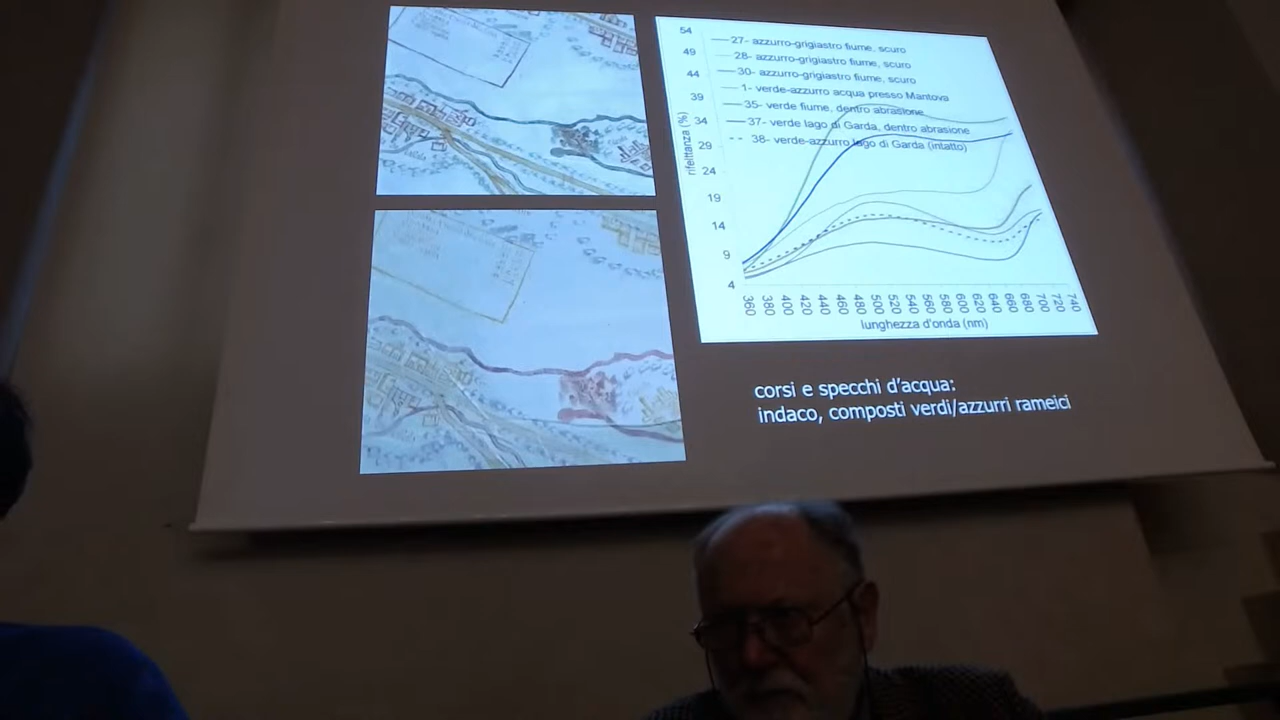 54
49
44
39
34
29
24
19
14
9
4
rifelttanza (%)
27- azzurro-grigiastro fiume, scuro
28- azzurro-grigiastro fiume, scuro
30- azzurro-grigiastro fiume, scuro
1- verde-azzurro acqua presso Mantova
35- verde fiume, dentro abrasione
37- verde lago di Garda, dentro abrasione
38- verde-azzurro lago di Garda (intatto)
360 380 400 420 440 460 480 500 520 540 560 580 600 620 640 660 680 700 720 740
lunghezza d'onda (nm)
corsi e specchi d'acqua:
indaco, composti verdi/azzurri rameici